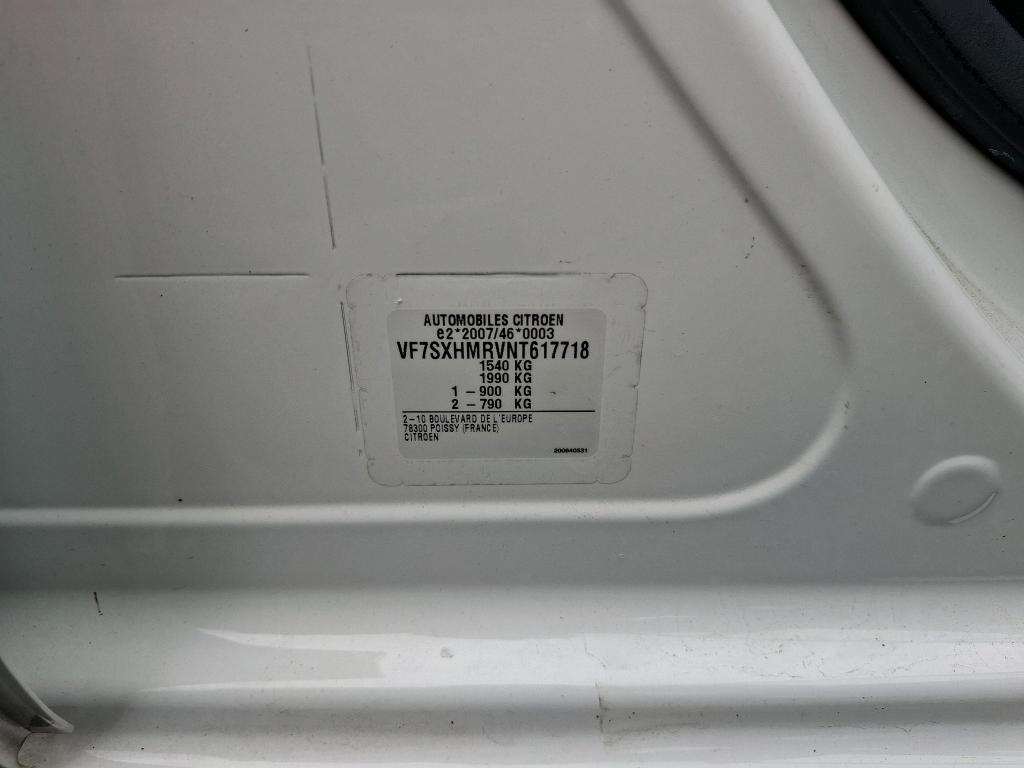 AUTOMOBILES CITROEN
e2*2007/46*0003
VF7SXHMRVNT617718
1540 KG
1990 KG
1 - 900 KG
2 - 790 KG
2-10 BOULEVARD DE L'EUROPE
78300 POISSY (FRANCE)
CITROEN
200640531